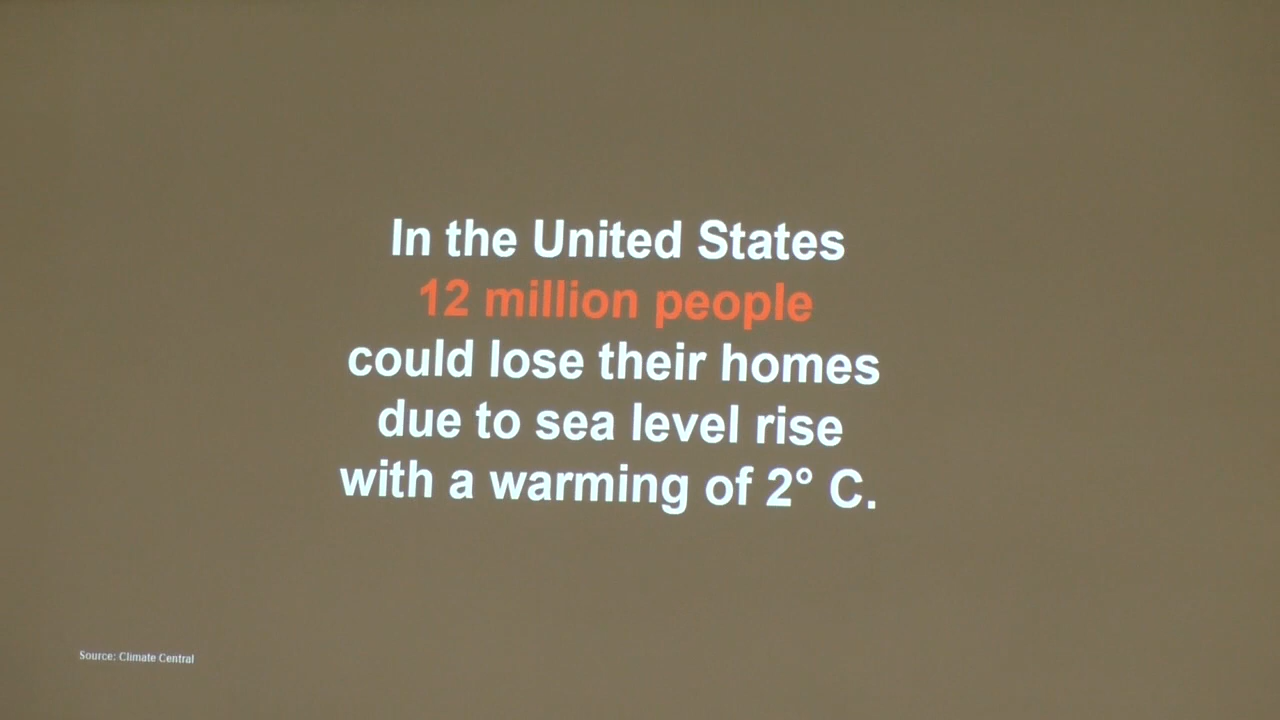 In the United States
12 million people
could lose their homes
due to sea level rise
with a warming of 2° C.
Source: Climate Central